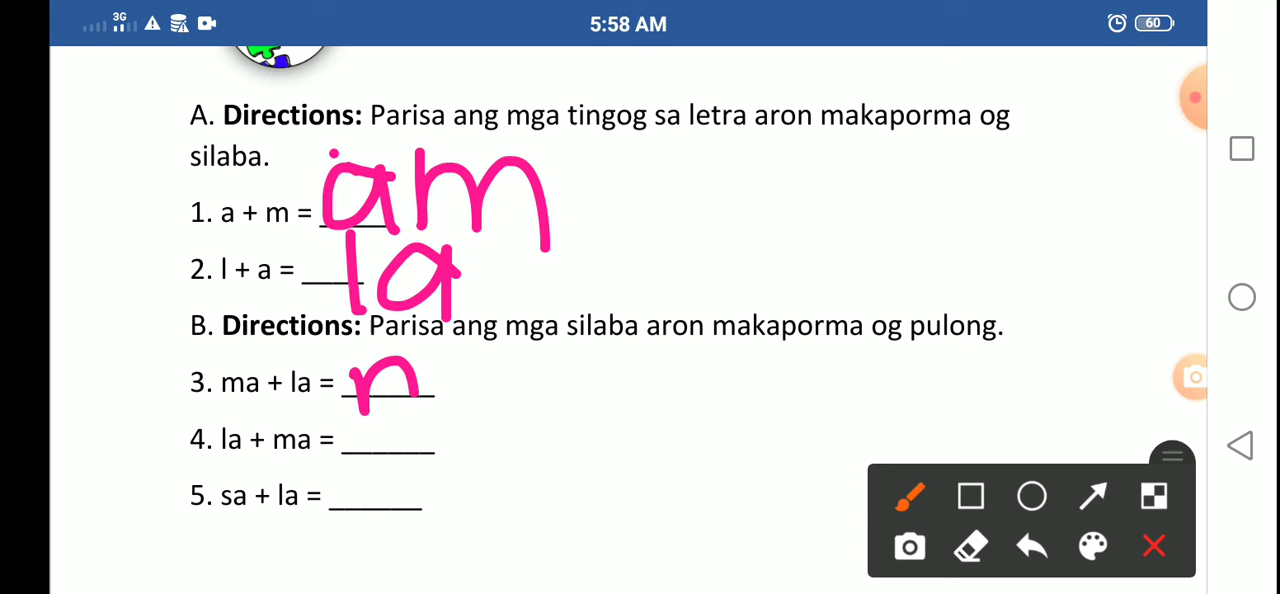 3G 5:58 AM 60
A. Directions: Parisa ang mga tingog sa letra aron makaporma og
silaba.
1. a + m = am
2. l + a = la
B. Directions: Parisa ang mga silaba aron makaporma og pulong.
3. ma + la = n
4. la + ma = ______
5. sa + la = ______